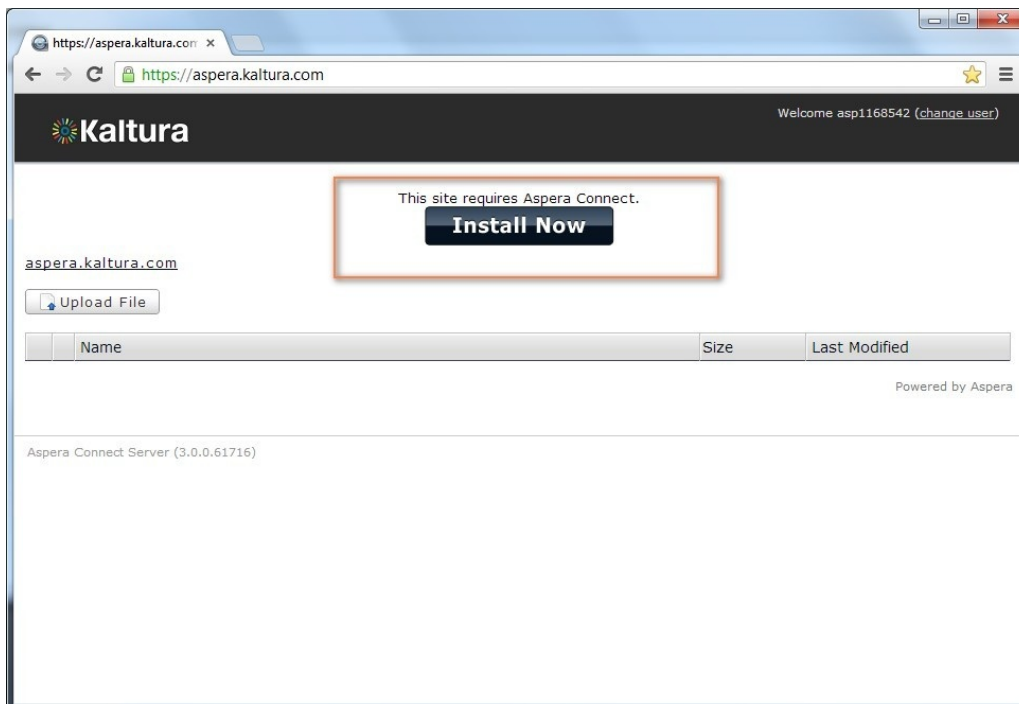 https://aspera.kaltura.com
https://aspera.kaltura.com
Kaltura
Welcome asp1168542 (change user)
This site requires Aspera Connect.
Install Now
aspera.kaltura.com
Upload File
Name Size Last Modified
Powered by Aspera
Aspera Connect Server (3.0.0.61716)